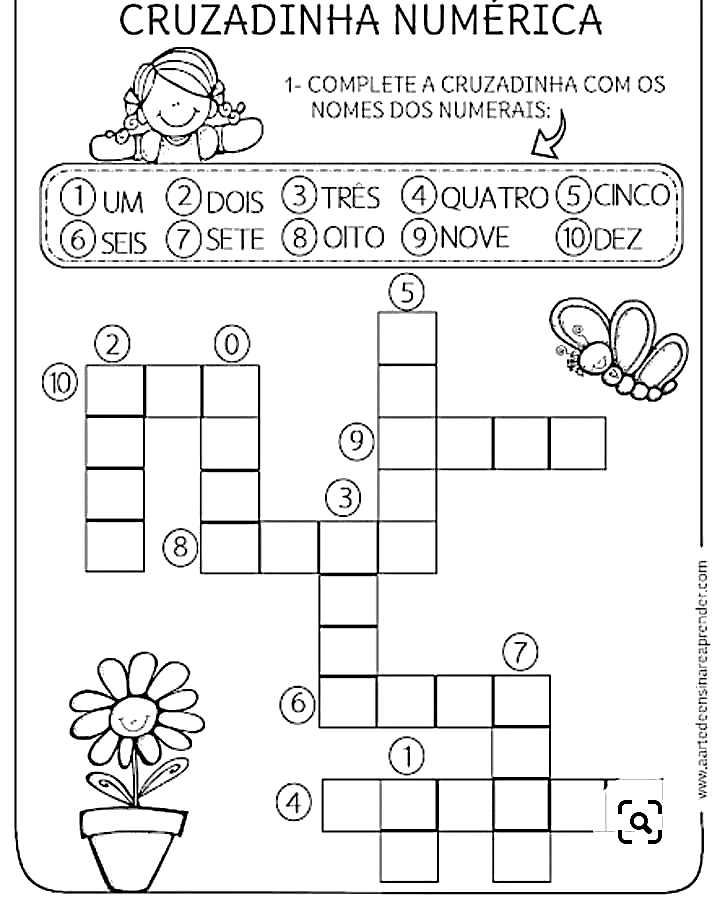 CRUZADINHA NUMÉRICA
1- COMPLETE A CRUZADINHA COM OS
NOMES DOS NUMERAIS:
1 UM 2 DOIS 3 TRÊS 4 QUATRO 5 CINCO
6 SEIS 7 SETE 8 OITO 9 NOVE 10 DEZ
5
2 0
10
9
3
8
7
6
1
4
www.aartedeensinareaprender.com